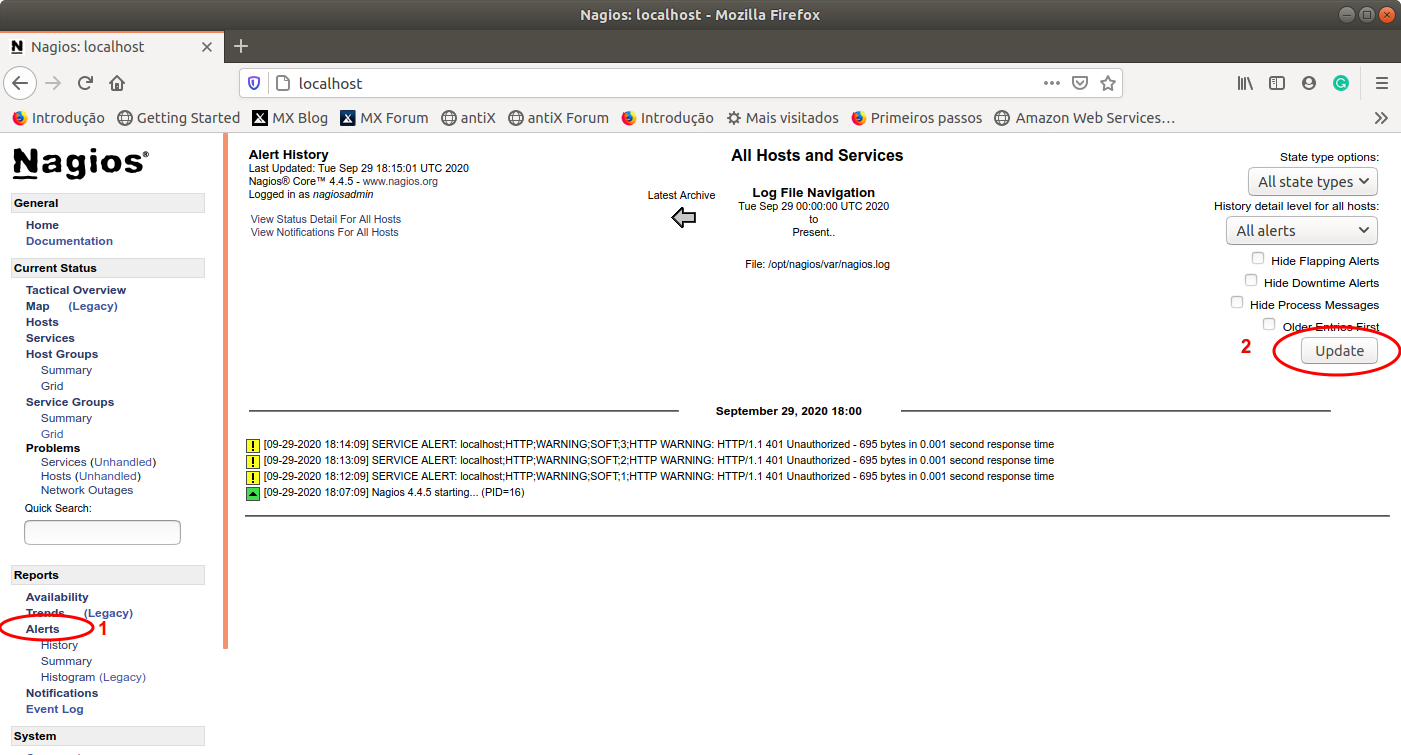 Nagios: localhost - Mozilla Firefox
Nagios: localhost
localhost
Introdução
Getting Started
MX Blog
MX Forum
antiX
antiX Forum
Introdução
Mais visitados
Primeiros passos
Amazon Web Services…
Nagios®
General
Home
Documentation
Current Status
Tactical Overview
Map (Legacy)
Hosts
Services
Host Groups
Summary
Grid
Service Groups
Summary
Grid
Problems
Services (Unhandled)
Hosts (Unhandled)
Network Outages
Quick Search:
Reports
Availability
Trends (Legacy)
Alerts
1
History
Summary
Histogram (Legacy)
Notifications
Event Log
System
Alert History
Last Updated: Tue Sep 29 18:15:01 UTC 2020
Nagios® Core™ 4.4.5 - www.nagios.org
Logged in as nagiosadmin
View Status Detail For All Hosts
View Notifications For All Hosts
All Hosts and Services
Latest Archive
Log File Navigation
Tue Sep 29 00:00:00 UTC 2020
to
Present..
File: /opt/nagios/var/nagios.log
State type options:
All state types
History detail level for all hosts:
All alerts
Hide Flapping Alerts
Hide Downtime Alerts
Hide Process Messages
Older Entries First
2
Update
September 29, 2020 18:00
[09-29-2020 18:14:09] SERVICE ALERT: localhost;HTTP;WARNING;SOFT;3;HTTP WARNING: HTTP/1.1 401 Unauthorized - 695 bytes in 0.001 second response time
[09-29-2020 18:13:09] SERVICE ALERT: localhost;HTTP;WARNING;SOFT;2;HTTP WARNING: HTTP/1.1 401 Unauthorized - 695 bytes in 0.001 second response time
[09-29-2020 18:12:09] SERVICE ALERT: localhost;HTTP;WARNING;SOFT;1;HTTP WARNING: HTTP/1.1 401 Unauthorized - 695 bytes in 0.001 second response time
[09-29-2020 18:07:09] Nagios 4.4.5 starting... (PID=16)